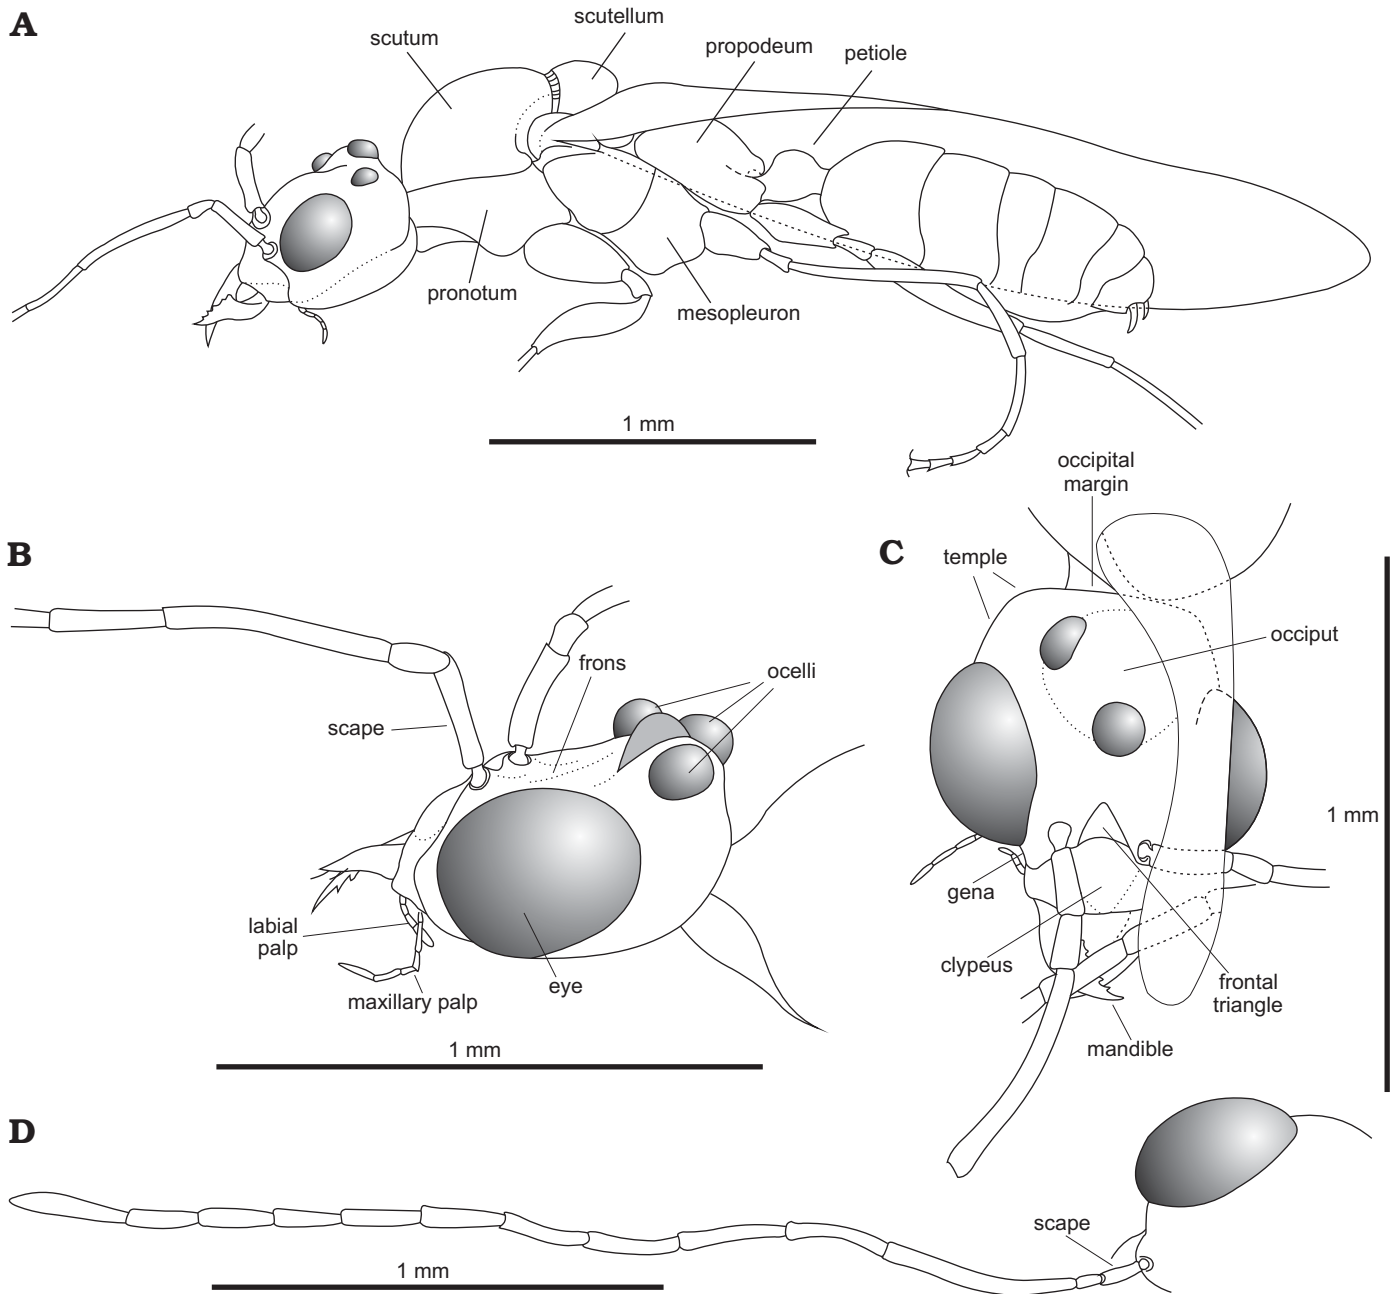 A
scutum
scutellum
propodeum
petiole
pronotum
mesopleuron
1 mm
B
scape
frons
ocelli
labial
palp
maxillary palp
eye
1 mm
C
occipital
margin
temple
occiput
1 mm
gena
clypeus
frontal
triangle
mandible
D
scape
1 mm